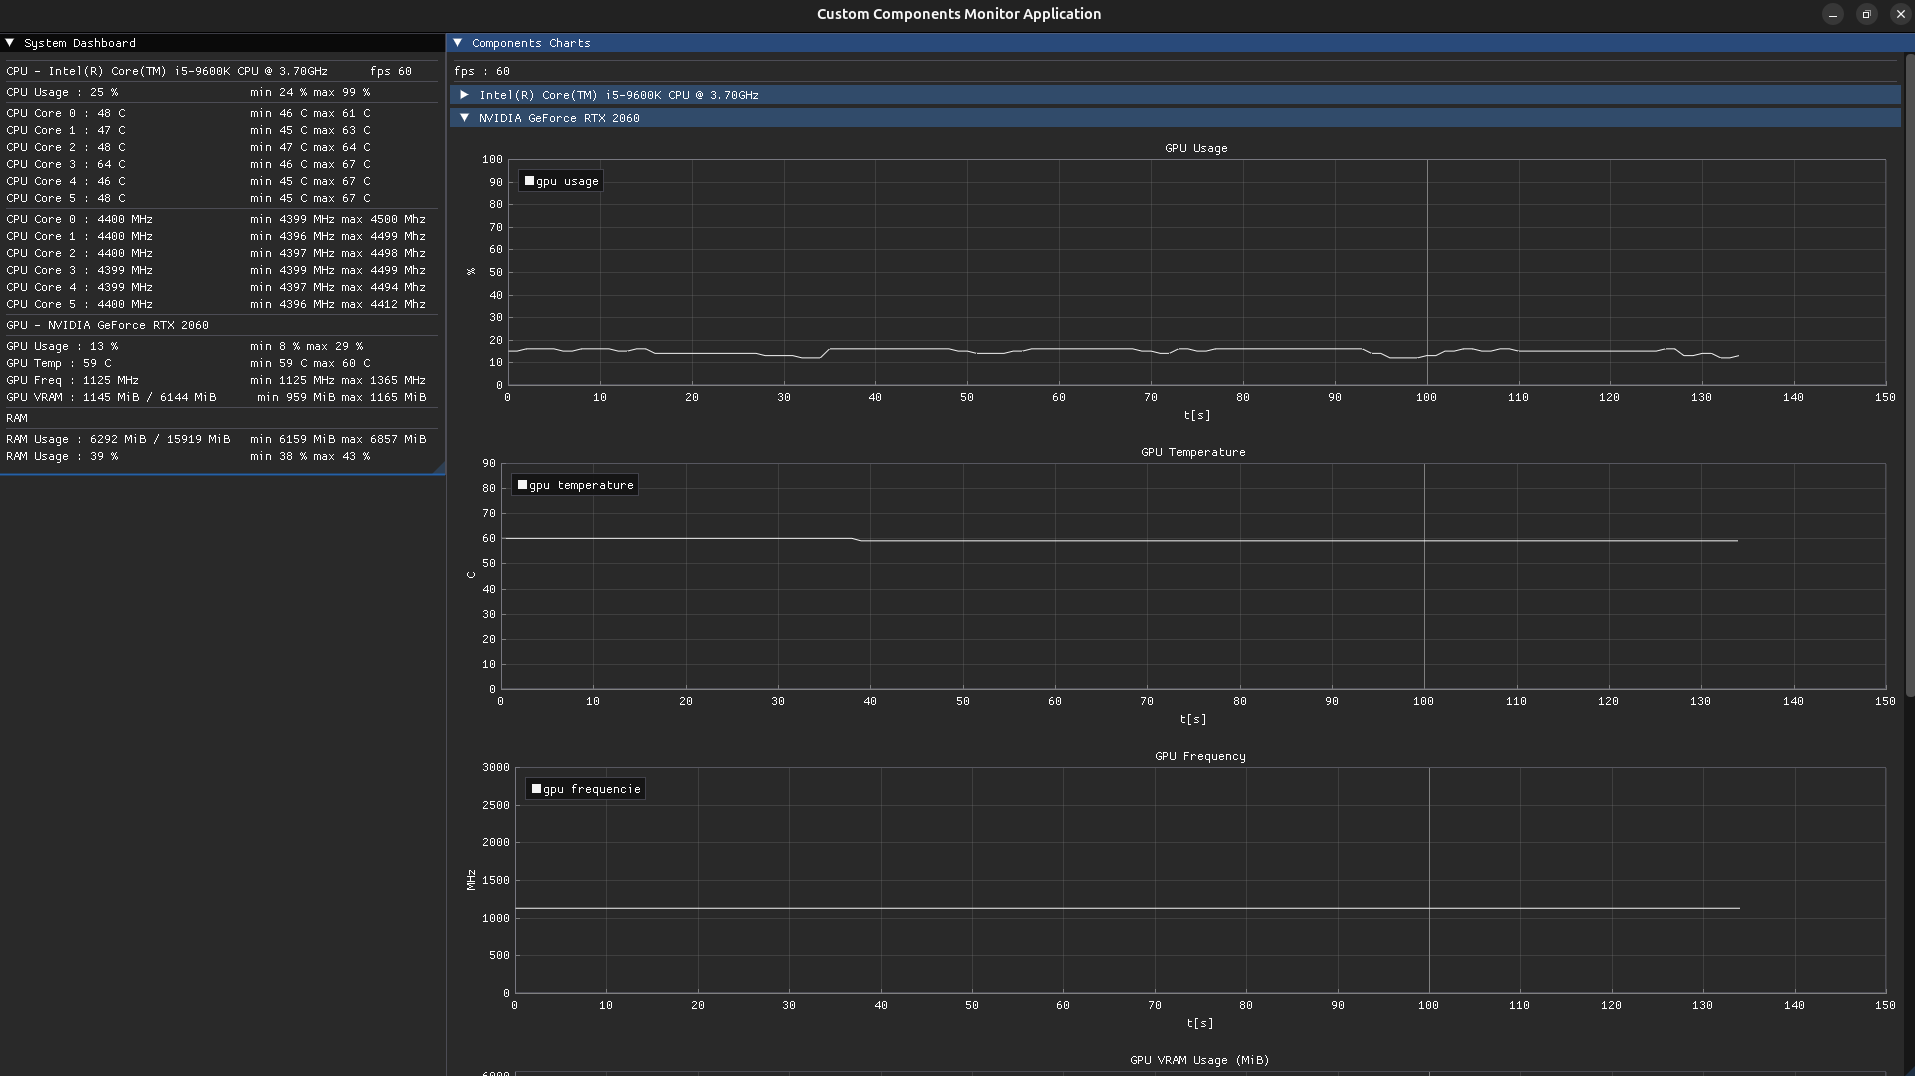 Custom Components Monitor Application
System Dashboard
CPU - Intel(R) Core(TM) i5-9600K CPU @ 3.70GHz fps 60
CPU Usage : 25 % min 24 % max 99 %
CPU Core 0 : 48 C min 46 C max 61 C
CPU Core 1 : 47 C min 45 C max 63 C
CPU Core 2 : 48 C min 47 C max 64 C
CPU Core 3 : 64 C min 46 C max 67 C
CPU Core 4 : 46 C min 45 C max 67 C
CPU Core 5 : 48 C min 45 C max 67 C
CPU Core 0 : 4400 MHz min 4399 MHz max 4500 Mhz
CPU Core 1 : 4400 MHz min 4396 MHz max 4499 Mhz
CPU Core 2 : 4400 MHz min 4397 MHz max 4498 Mhz
CPU Core 3 : 4399 MHz min 4399 MHz max 4499 Mhz
CPU Core 4 : 4399 MHz min 4397 MHz max 4494 Mhz
CPU Core 5 : 4400 MHz min 4396 MHz max 4412 Mhz
GPU - NVIDIA GeForce RTX 2060
GPU Usage : 13 % min 8 % max 29 %
GPU Temp : 59 C min 59 C max 60 C
GPU Freq : 1125 MHz min 1125 MHz max 1365 MHz
GPU VRAM : 1145 MiB / 6144 MiB min 959 MiB max 1165 MiB
RAM
RAM Usage : 6292 MiB / 15919 MiB min 6159 MiB max 6857 MiB
RAM Usage : 39 % min 38 % max 43 %
Components Charts
fps : 60
Intel(R) Core(TM) i5-9600K CPU @ 3.70GHz
NVIDIA GeForce RTX 2060
GPU Usage
100
90
80
70
60
50
40
30
20
10
0
%
gpu usage
0 10 20 30 40 50 60 70 80 90 100 110 120 130 140 150
t[s]
GPU Temperature
90
80
70
60
50
40
30
20
10
0
C
gpu temperature
0 10 20 30 40 50 60 70 80 90 100 110 120 130 140 150
t[s]
GPU Frequency
3000
2500
2000
1500
1000
500
0
MHz
gpu frequencie
0 10 20 30 40 50 60 70 80 90 100 110 120 130 140 150
t[s]
GPU VRAM Usage (MiB)
6000